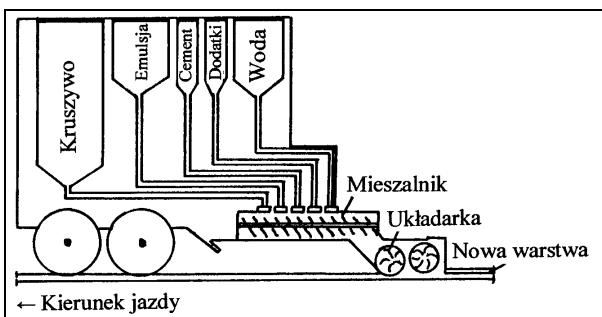 Kruszywo
Emulsja
Cement
Dodatki
Woda
Mieszalnik
Układarka
Nowa warstwa
← Kierunek jazdy